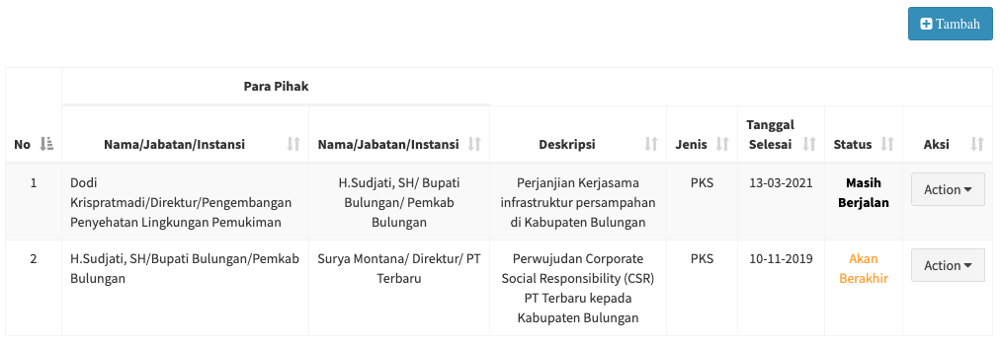 Tambah
Para Pihak
No
Nama/Jabatan/Instansi
Nama/Jabatan/Instansi
Deskripsi
Jenis
Tanggal
Selesai
Status
Aksi
1
Dodi
Krispratmadi/Direktur/Pengembangan
Penyehatan Lingkungan Pemukiman
H.Sudjati, SH/ Bupati
Bulungan/ Pemkab
Bulungan
Perjanjian Kerjasama
infrastruktur persampahan
di Kabupaten Bulungan
PKS
13-03-2021
Masih
Berjalan
Action
2
H.Sudjati, SH/Bupati Bulungan/Pemkab
Bulungan
Surya Montana/ Direktur/ PT
Terbaru
Perwujudan Corporate
Social Responsibility (CSR)
PT Terbaru kepada
Kabupaten Bulungan
PKS
10-11-2019
Akan
Berakhir
Action